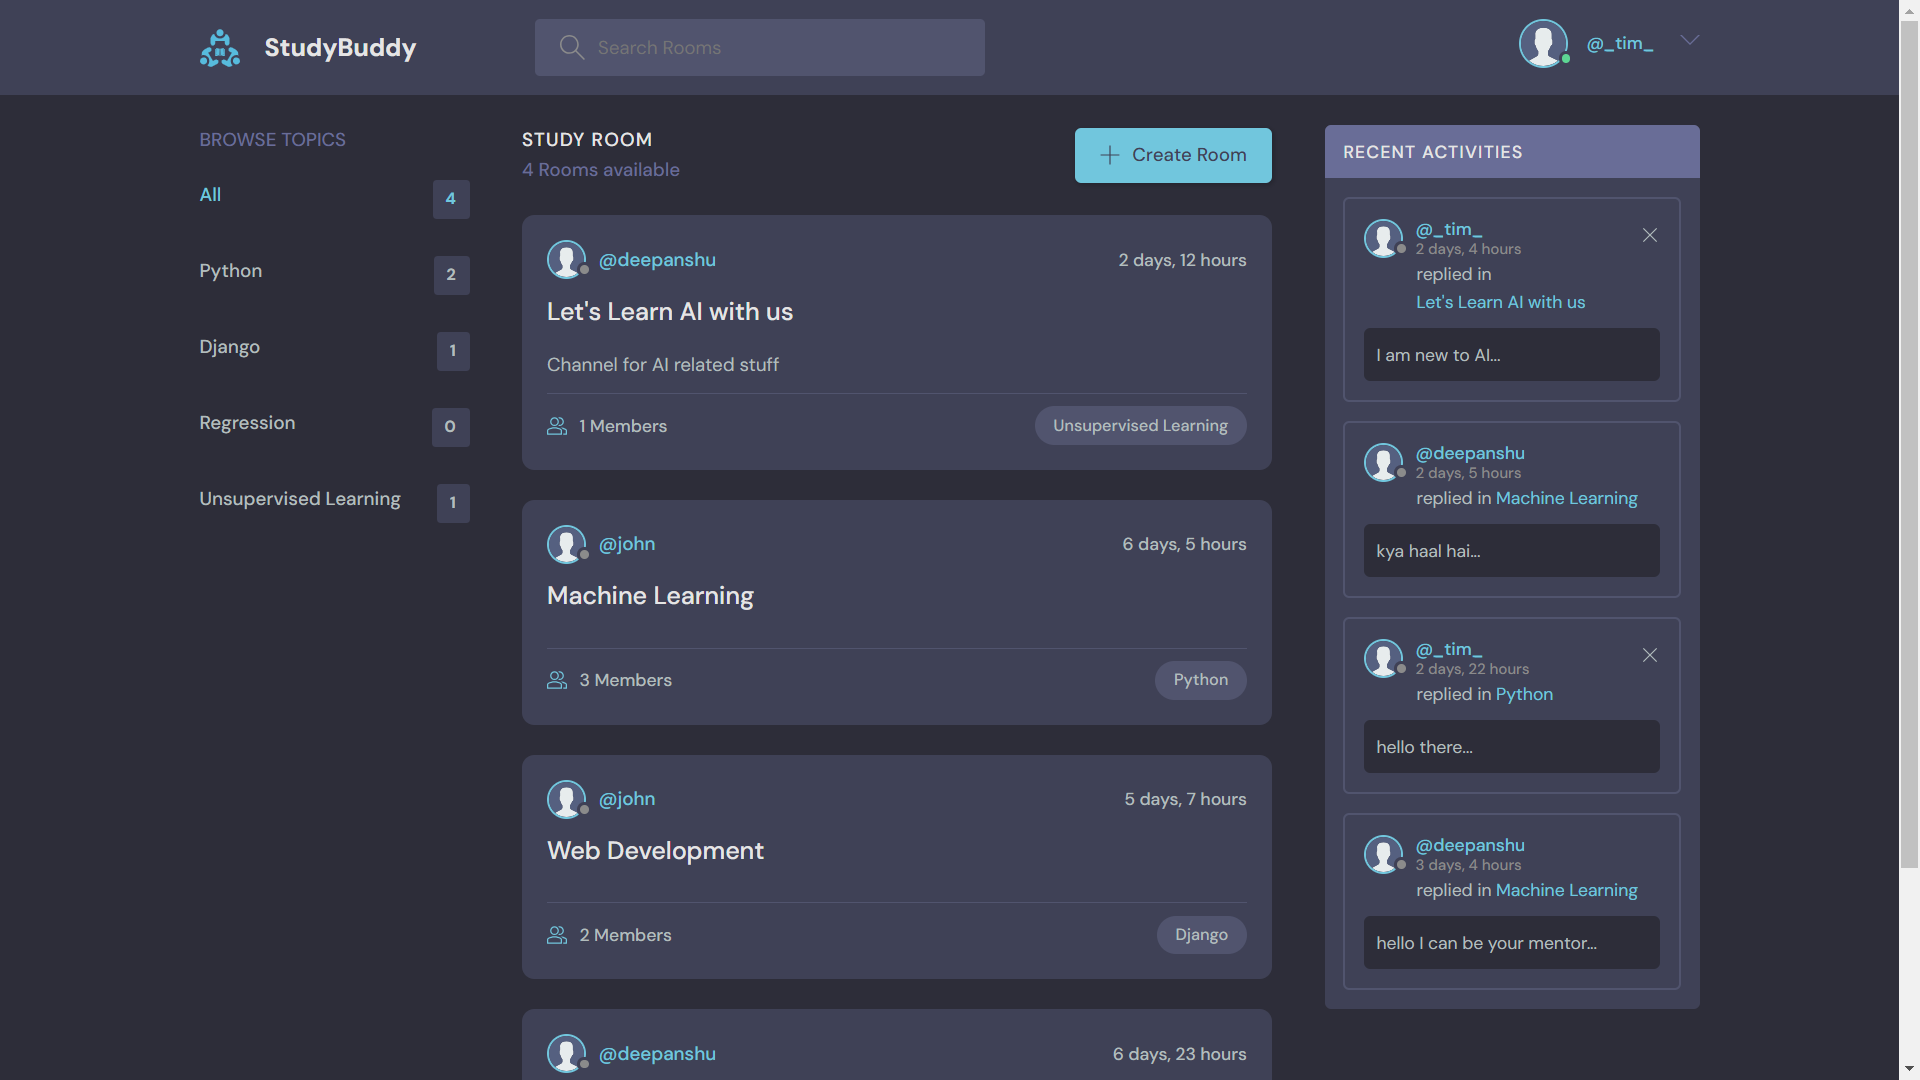 StudyBuddy
Search Rooms
@_tim_
BROWSE TOPICS
All
4
Python
2
Django
1
Regression
0
Unsupervised Learning
1
STUDY ROOM
4 Rooms available
Create Room
@deepanshu
2 days, 12 hours
Let's Learn AI with us
Channel for AI related stuff
1 Members
Unsupervised Learning
@john
6 days, 5 hours
Machine Learning
3 Members
Python
@john
5 days, 7 hours
Web Development
2 Members
Django
@deepanshu
6 days, 23 hours
RECENT ACTIVITIES
@_tim_
2 days, 4 hours
replied in
Let's Learn AI with us
I am new to AI...
@deepanshu
2 days, 5 hours
replied in Machine Learning
kya haal hai...
@_tim_
2 days, 22 hours
replied in Python
hello there...
@deepanshu
3 days, 4 hours
replied in Machine Learning
hello I can be your mentor...